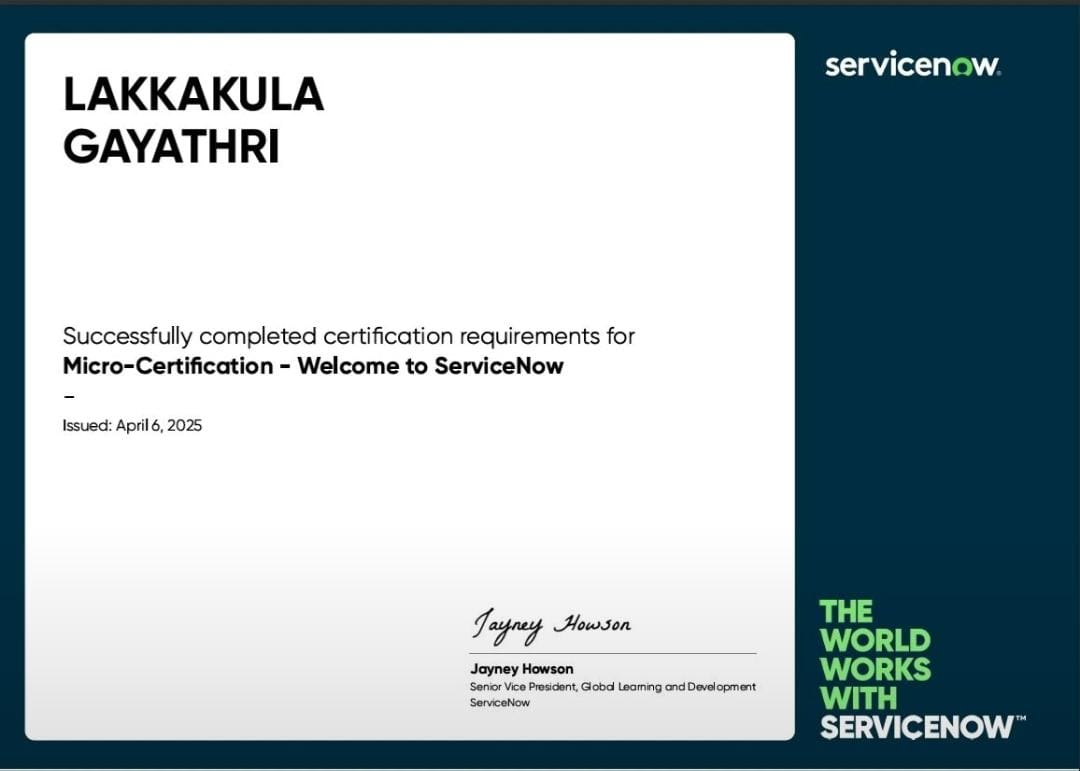 LAKKAKULA
GAYATHRI
servicenow®
Successfully completed certification requirements for
Micro-Certification - Welcome to ServiceNow
–
Issued: April 6, 2025
Jayney Howson
Jayney Howson
Senior Vice President, Global Learning and Development
ServiceNow
THE
WORLD
WORKS
WITH
SERVICENOW™